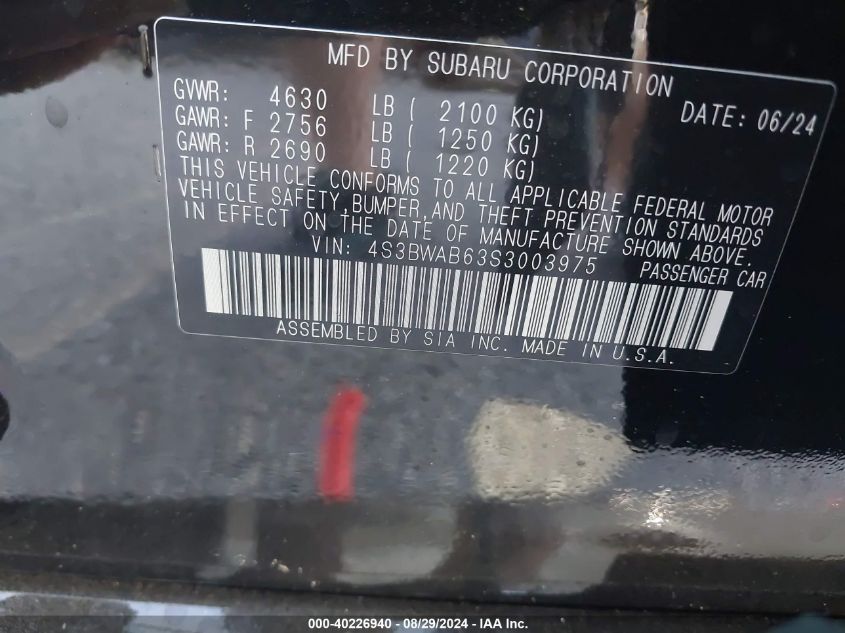 MFD BY SUBARU CORPORATION
GVWR: 4630 LB ( 2100 KG) DATE: 06/24
GAWR: F 2756 LB ( 1250 KG)
GAWR: R 2690 LB ( 1220 KG)
THIS VEHICLE CONFORMS TO ALL APPLICABLE FEDERAL MOTOR
VEHICLE SAFETY,BUMPER,AND THEFT PREVENTION STANDARDS
IN EFFECT ON THE DATE OF MANUFACTURE SHOWN ABOVE.
VIN: 4S3BWAB63S3003975 PASSENGER CAR
ASSEMBLED BY SIA INC. MADE IN U.S.A.
000-40226940 - 08/29/2024 - IAA Inc.